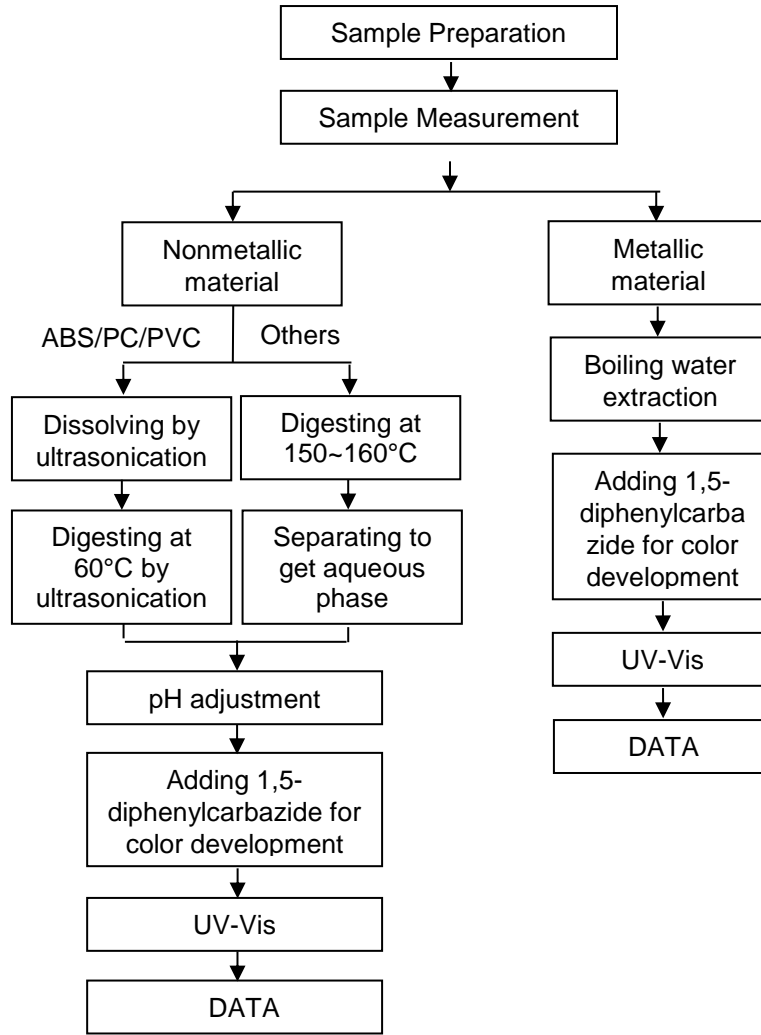 Sample Preparation
Sample Measurement
Nonmetallic
material
Metallic
material
ABS/PC/PVC
Others
Boiling water
extraction
Dissolving by
ultrasonication
Digesting at
150~160°C
Adding 1,5-
diphenylcarba
zide for color
development
Digesting at
60°C by
ultrasonication
Separating to
get aqueous
phase
UV-Vis
pH adjustment
DATA
Adding 1,5-
diphenylcarbazide for
color development
UV-Vis
DATA